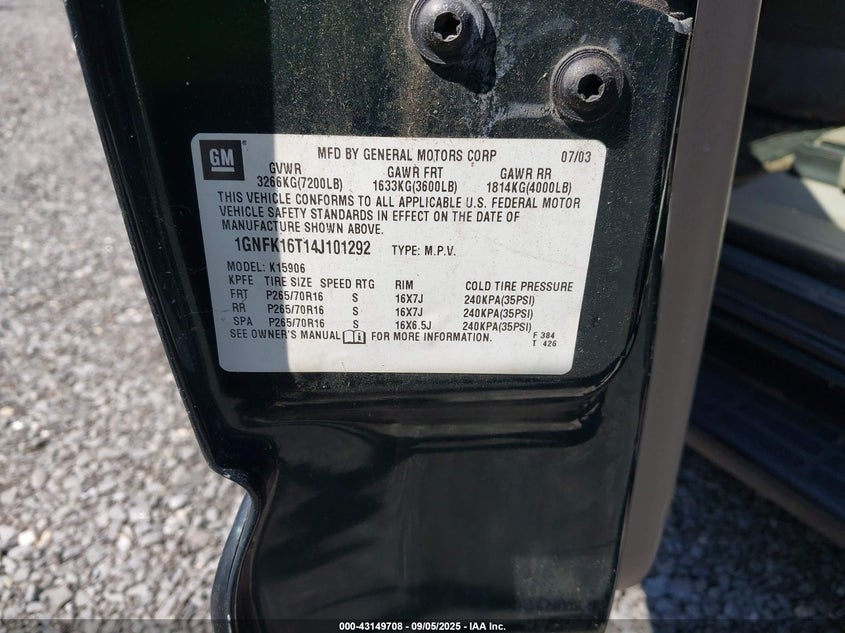 GM ® MFD BY GENERAL MOTORS CORP 07/03
GVWR GAWR FRT GAWR RR
3266KG(7200LB) 1633KG(3600LB) 1814KG(4000LB)
THIS VEHICLE CONFORMS TO ALL APPLICABLE U.S. FEDERAL MOTOR
VEHICLE SAFETY STANDARDS IN EFFECT ON THE DATE OF
MANUFACTURE SHOWN ABOVE.
1GNFK16T14J101292 TYPE: M.P.V.
MODEL: K15906
KPFE TIRE SIZE SPEED RTG RIM COLD TIRE PRESSURE
FRT P265/70R16 S 16X7J 240KPA(35PSI)
RR P265/70R16 S 16X7J 240KPA(35PSI)
SPA P265/70R16 S 16X6.5J 240KPA(35PSI)
SEE OWNER'S MANUAL FOR MORE INFORMATION. F 384
T 426
000-43149708 - 09/05/2025 - IAA Inc.